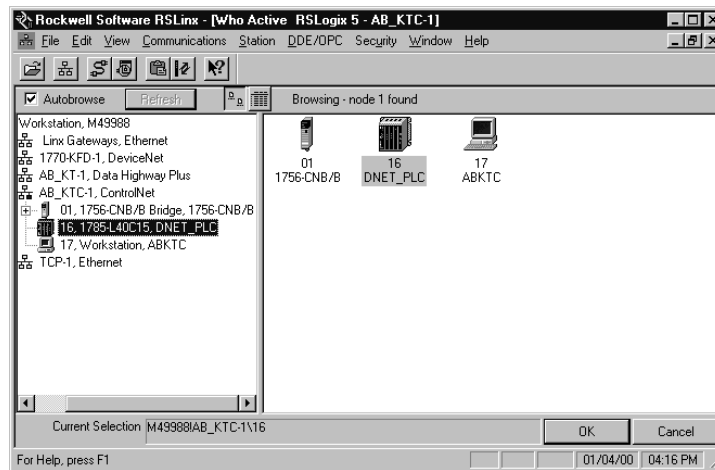 Rockwell Software RSLinx - [Who Active RSLogix 5 - AB_KTC-1]
File Edit View Communications Station DDE/OPC Security Window Help
Autobrowse Refresh Browsing - node 1 found
Workstation, M49988
Linx Gateways, Ethernet
1770-KFD-1, DeviceNet
AB_KT-1, Data Highway Plus
AB_KTC-1, ControlNet
01, 1756-CNB/B Bridge, 1756-CNB/B
16, 1785-L40C15, DNET_PLC
17, Workstation, ABKTC
TCP-1, Ethernet
01
1756-CNB/B
16
DNET_PLC
17
ABKTC
Current Selection M49988!AB_KTC-1\16
OK Cancel
For Help, press F1 01/04/00 04:16 PM